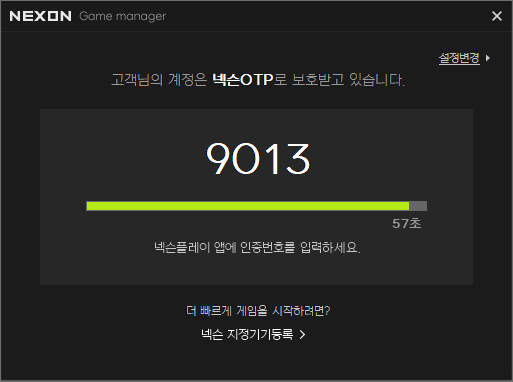 NEXON Game manager
설정변경
고객님의 계정은 넥슨OTP로 보호받고 있습니다.
9013
57초
넥슨플레이 앱에 인증번호를 입력하세요.
더 빠르게 게임을 시작하려면?
넥슨 지정기기등록 >